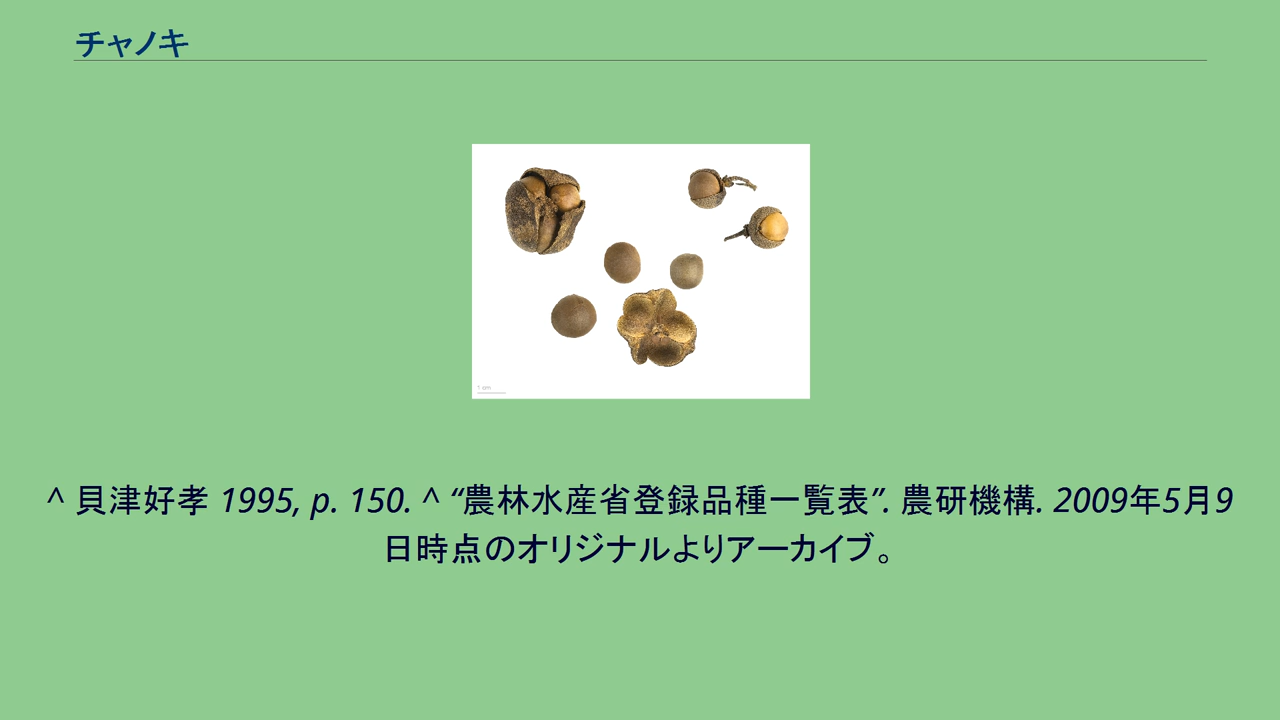 チャノキ
1 cm
^ 貝津好孝 1995, p. 150. ^ “農林水産省登録品種一覧表”. 農研機構. 2009年5月9
日時点のオリジナルよりアーカイブ。